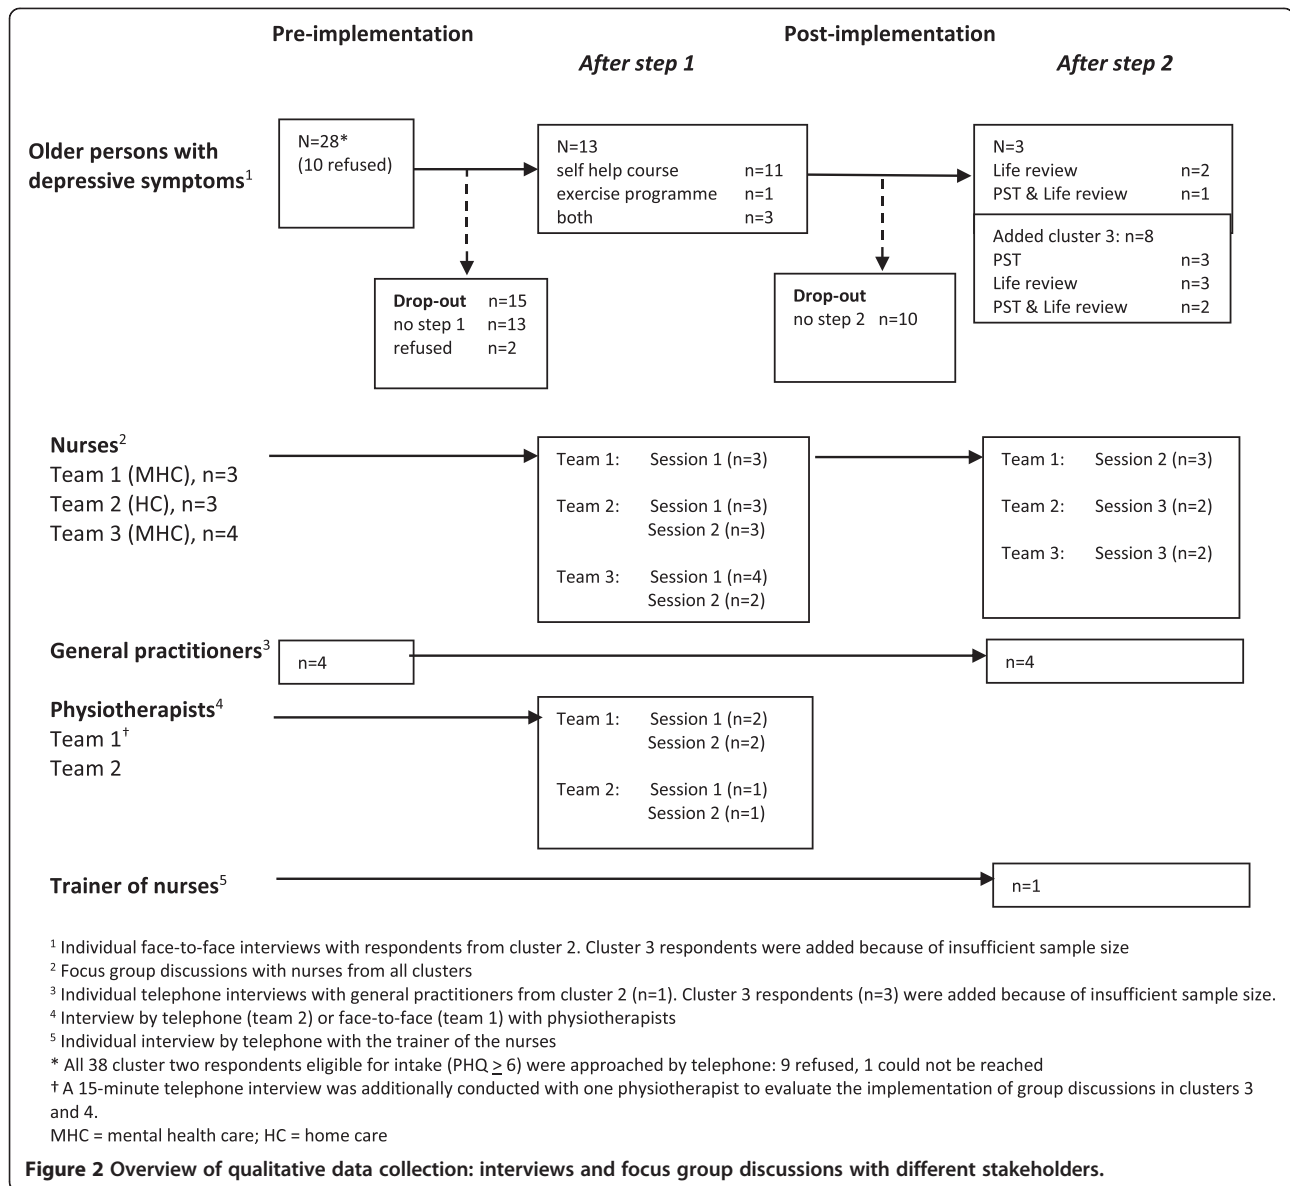 Pre-implementation Post-implementation
After step 1 After step 2
Older persons with
depressive symptoms1
N=28*
(10 refused)
N=13
self help course n=11
exercise programme n=1
both n=3
N=3
Life review n=2
PST & Life review n=1
Added cluster 3: n=8
PST n=3
Life review n=3
PST & Life review n=2
Drop-out n=15
no step 1 n=13
refused n=2
Drop-out
no step 2 n=10
Nurses2
Team 1 (MHC), n=3
Team 2 (HC), n=3
Team 3 (MHC), n=4
Team 1: Session 1 (n=3)
Team 2: Session 1 (n=3)
Session 2 (n=3)
Team 3: Session 1 (n=4)
Session 2 (n=2)
Team 1: Session 2 (n=3)
Team 2: Session 3 (n=2)
Team 3: Session 3 (n=2)
General practitioners3
n=4
n=4
Physiotherapists4
Team 1†
Team 2
Team 1: Session 1 (n=2)
Session 2 (n=2)
Team 2: Session 1 (n=1)
Session 2 (n=1)
Trainer of nurses5
n=1
1 Individual face-to-face interviews with respondents from cluster 2. Cluster 3 respondents were added because of insufficient sample size
2 Focus group discussions with nurses from all clusters
3 Individual telephone interviews with general practitioners from cluster 2 (n=1). Cluster 3 respondents (n=3) were added because of insufficient sample size.
4 Interview by telephone (team 2) or face-to-face (team 1) with physiotherapists
5 Individual interview by telephone with the trainer of the nurses
* All 38 cluster two respondents eligible for intake (PHQ ≥ 6) were approached by telephone: 9 refused, 1 could not be reached
† A 15-minute telephone interview was additionally conducted with one physiotherapist to evaluate the implementation of group discussions in clusters 3
and 4.
MHC = mental health care; HC = home care
Figure 2 Overview of qualitative data collection: interviews and focus group discussions with different stakeholders.